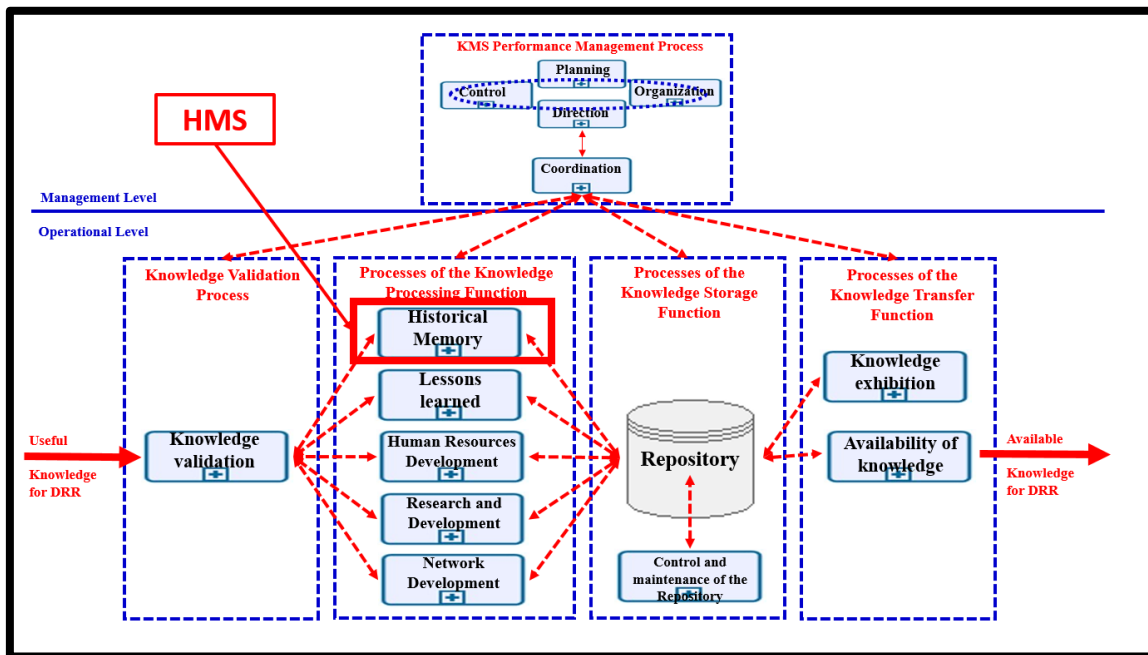 KMS Performance Management Process
Planning
Control
Organization
Direction
Coordination
HMS
Management Level
Operational Level
Knowledge Validation
Process
Processes of the Knowledge
Processing Function
Processes of the
Knowledge Storage
Function
Processes of the
Knowledge Transfer
Function
Historical
Memory
Lessons
learned
Human Resources
Development
Research and
Development
Network
Development
Useful
Knowledge
for DRR
Knowledge
validation
Repository
Control and
maintenance of the
Repository
Knowledge
exhibition
Availability of
knowledge
Available
Knowledge
for DRR